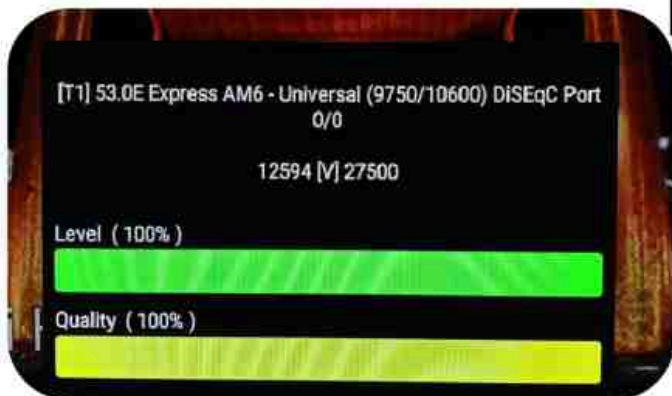 [T1] 53.0E Express AM6 - Universal (9750/10600) DiSEqC Port
0/0
12594 [V] 27500
Level ( 100% )
Quality ( 100% )